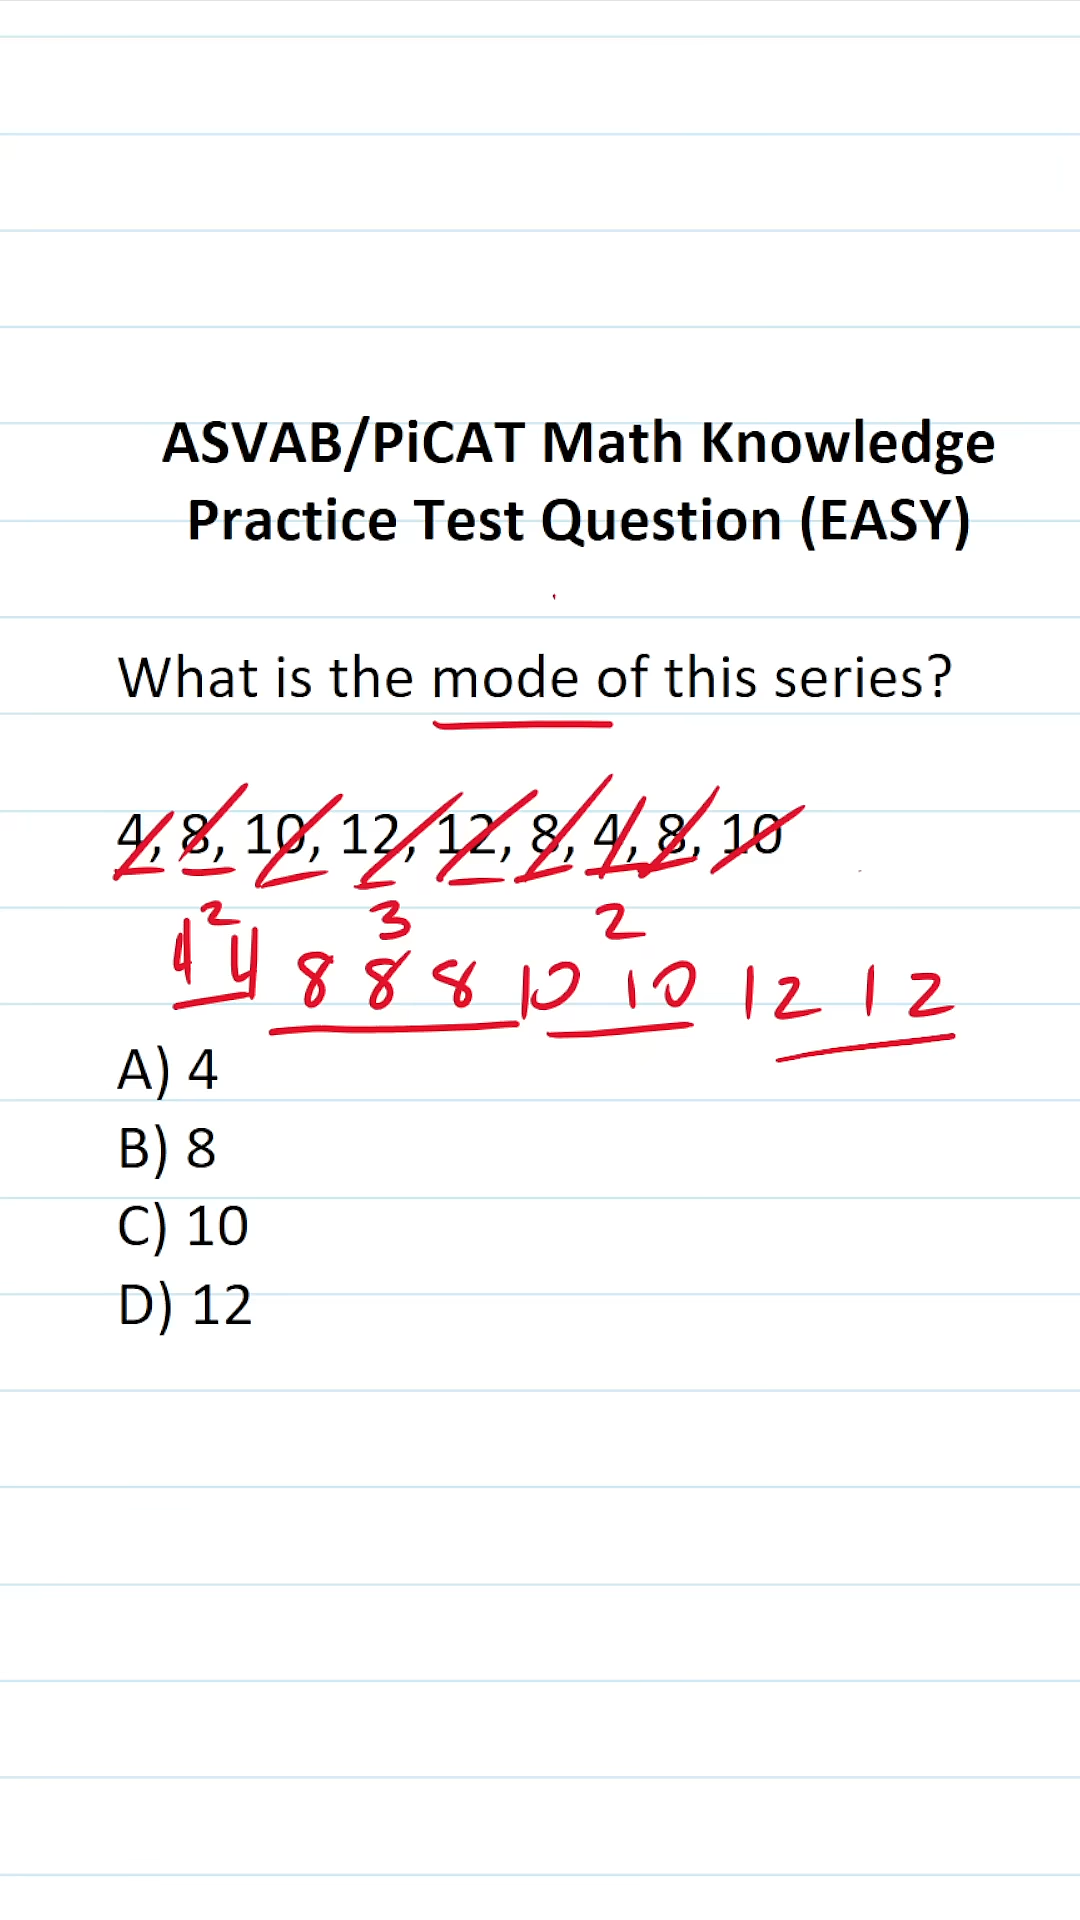 ASVAB/PiCAT Math Knowledge
Practice Test Question (EASY)
What is the mode of this series?
4, 8, 10, 12, 12, 8, 4, 8, 10
2 3 2
4 4 8 8 8 10 10 12 12
A) 4
B) 8
C) 10
D) 12